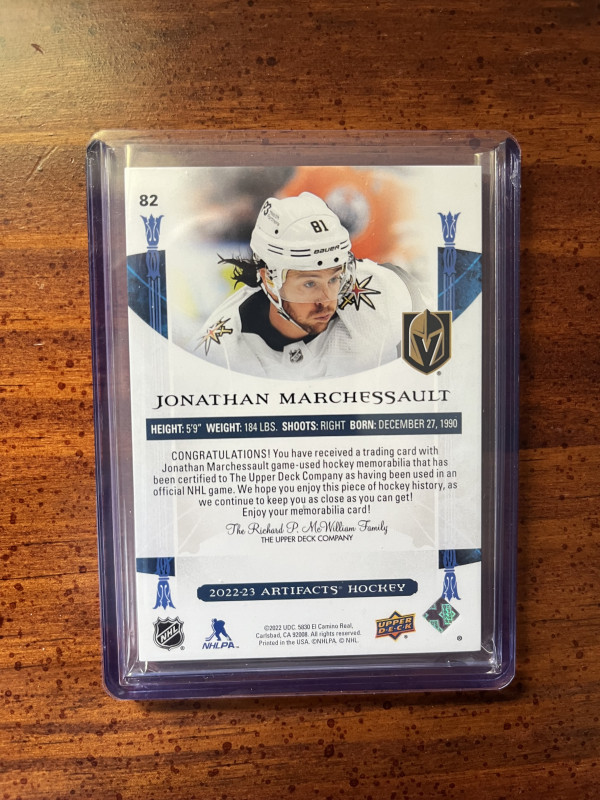 82
81
BAUER
JONATHAN MARCHESSAULT
HEIGHT: 5'9" WEIGHT: 184 LBS. SHOOTS: RIGHT BORN: DECEMBER 27, 1990
CONGRATULATIONS! You have received a trading card with
Jonathan Marchessault game-used hockey memorabilia that has
been certified to The Upper Deck Company as having been used in an
official NHL game. We hope you enjoy this piece of hockey history, as
we continue to keep you as close as you can get!
Enjoy your memorabilia card!
The Richard P. McWilliam Family
THE UPPER DECK COMPANY
2022-23 ARTIFACTS HOCKEY
NHL
NHLPA
©2022 UDC. 5830 El Camino Real,
Carlsbad, CA 92008. All rights reserved.
Printed in the USA. ©NHLPA. © NHL.
UPPER
DECK
®